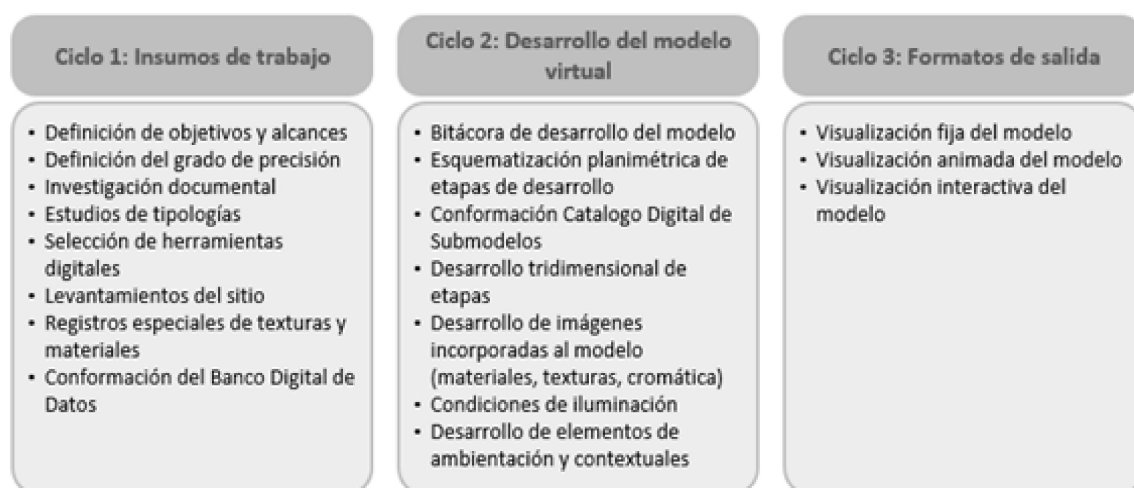 Ciclo 1: Insumos de trabajo
• Definición de objetivos y alcances
• Definición del grado de precisión
• Investigación documental
• Estudios de tipologías
• Selección de herramientas
digitales
• Levantamientos del sitio
• Registros especiales de texturas y
materiales
• Conformación del Banco Digital de
Datos
Ciclo 2: Desarrollo del modelo
virtual
• Bitácora de desarrollo del modelo
• Esquematización planimétrica de
etapas de desarrollo
• Conformación Catalogo Digital de
Submodelos
• Desarrollo tridimensional de
etapas
• Desarrollo de imágenes
incorporadas al modelo
(materiales, texturas, cromática)
• Condiciones de iluminación
• Desarrollo de elementos de
ambientación y contextuales
Ciclo 3: Formatos de salida
• Visualización fija del modelo
• Visualización animada del modelo
• Visualización interactiva del
modelo